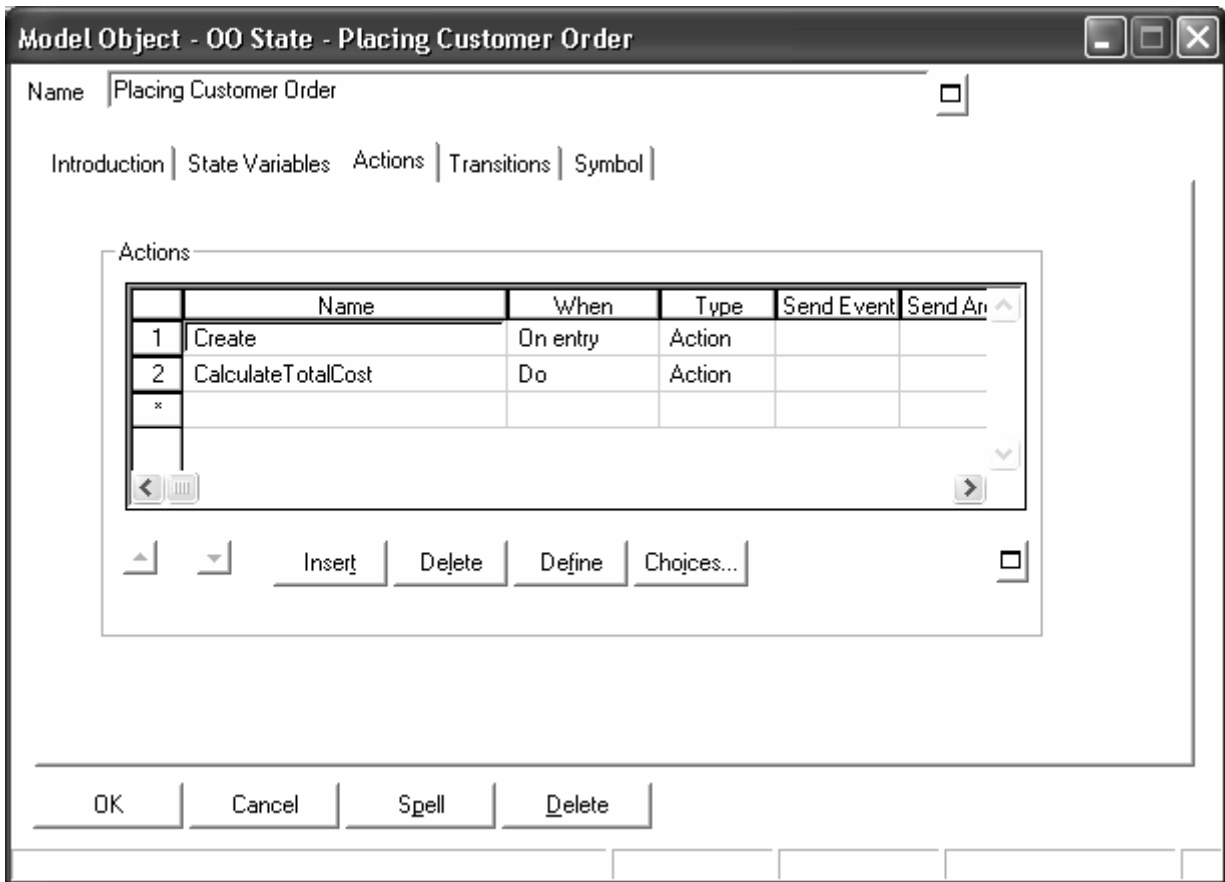 Model Object - OO State - Placing Customer Order
Name Placing Customer Order
Introduction State Variables Actions Transitions Symbol
Actions
Name When Type Send Event Send
1 Create On entry Action
2 CalculateTotalCost Do Action
*
Insert Delete Define Choices...
OK Cancel Spell Delete